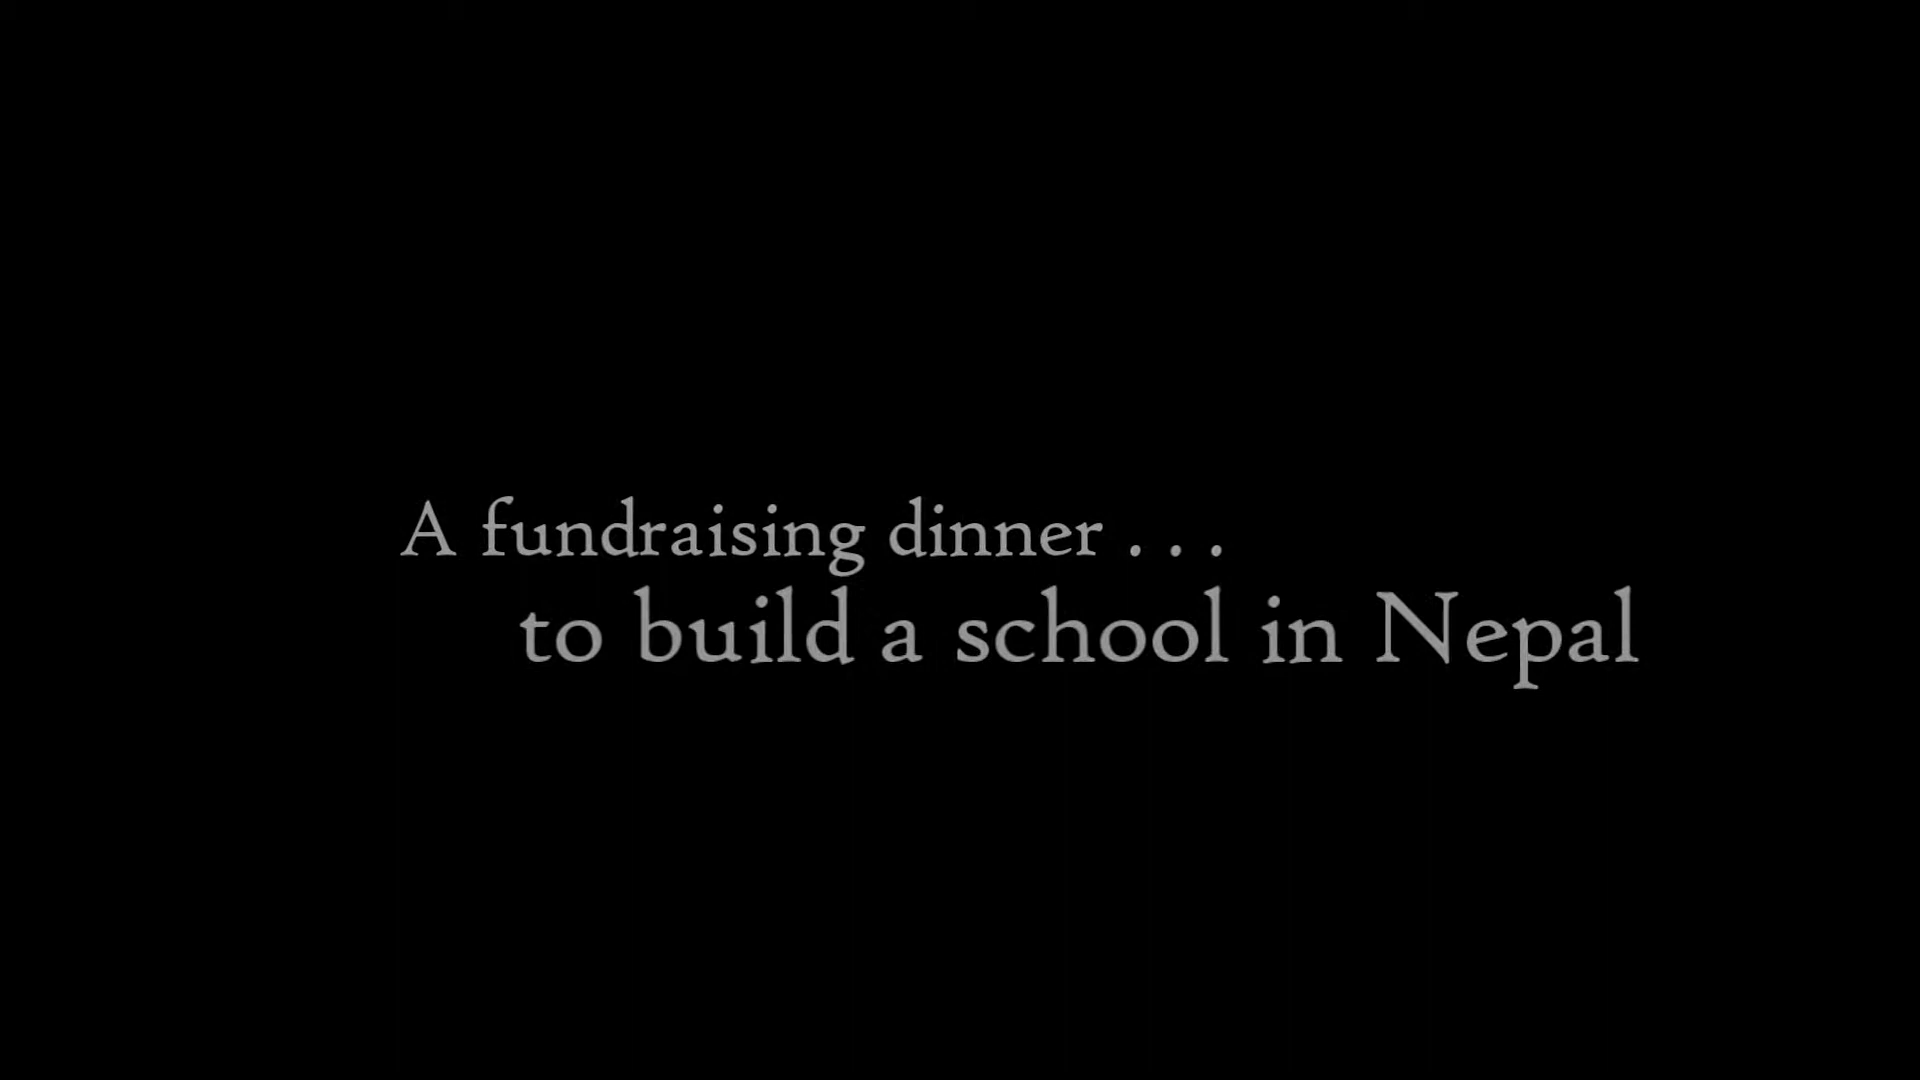 A fundraising dinner . . .
to build a school in Nepal